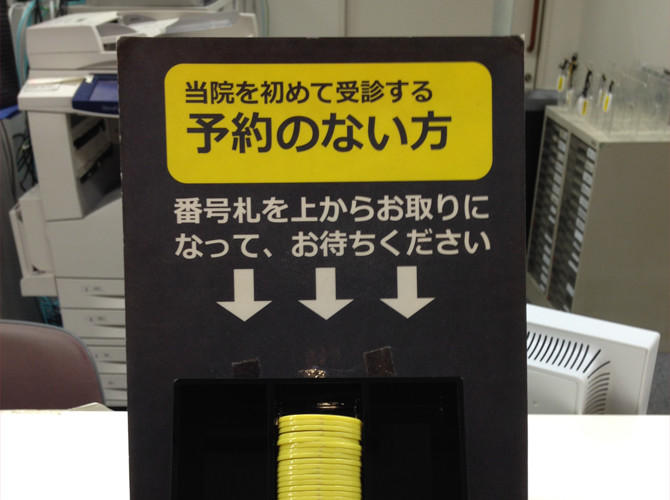 当院を初めて受診する
予約のない方
番号札を上からお取りに
なって、お待ちください